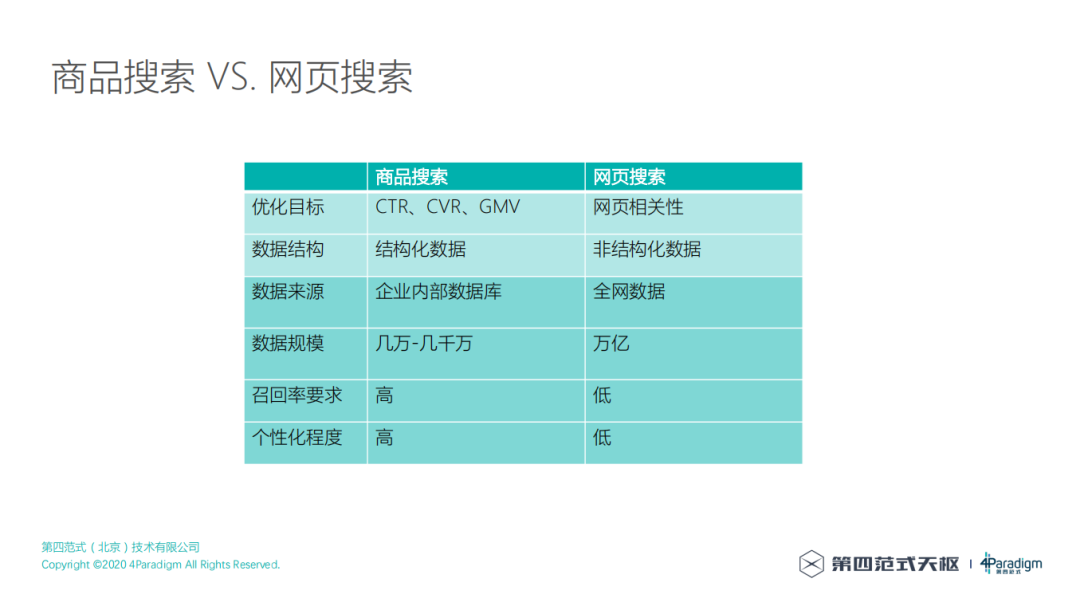 商品搜索 VS. 网页搜索
商品搜索 网页搜索
优化目标 CTR、CVR、GMV 网页相关性
数据结构 结构化数据 非结构化数据
数据来源 企业内部数据库 全网数据
数据规模 几万-几千万 万亿
召回率要求 高 低
个性化程度 高 低
第四范式（北京）技术有限公司
Copyright ©2020 4Paradigm All Rights Reserved.
第四范式天枢 | 4Paradigm
第四范式